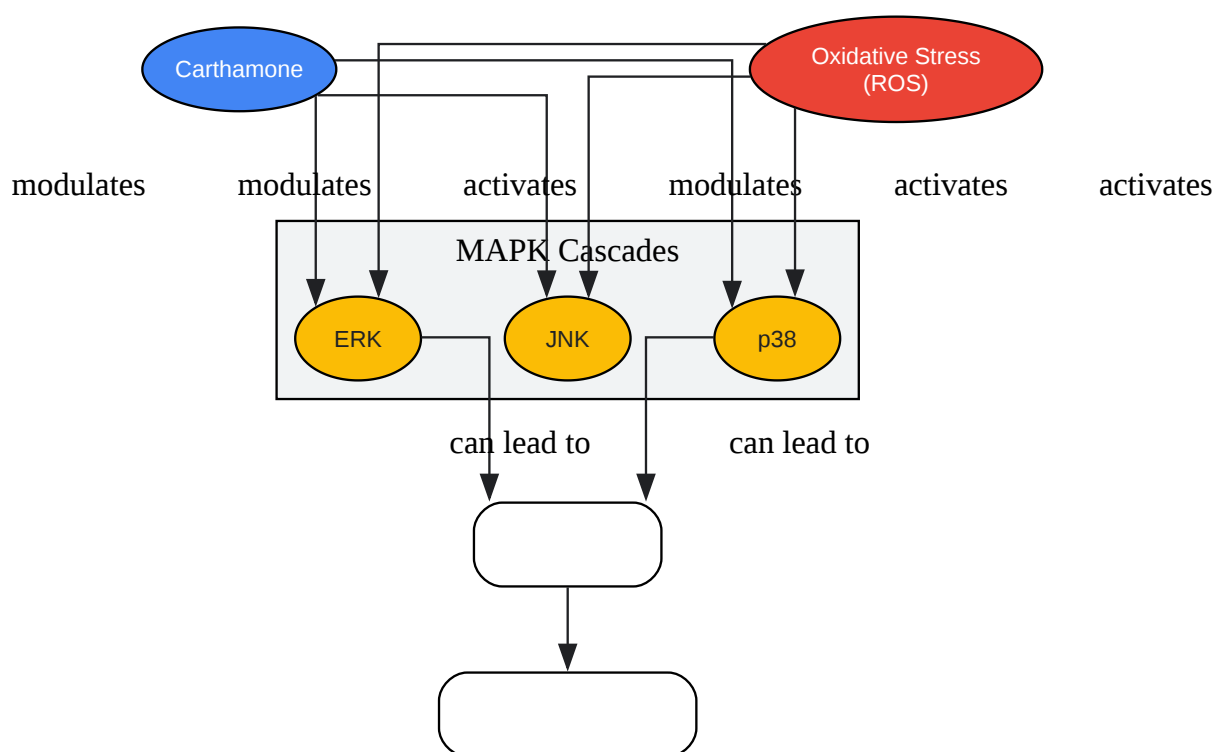 Carthamone
Oxidative Stress
(ROS)
modulates modulates activates modulates activates activates
MAPK Cascades
ERK JNK p38
can lead to can lead to